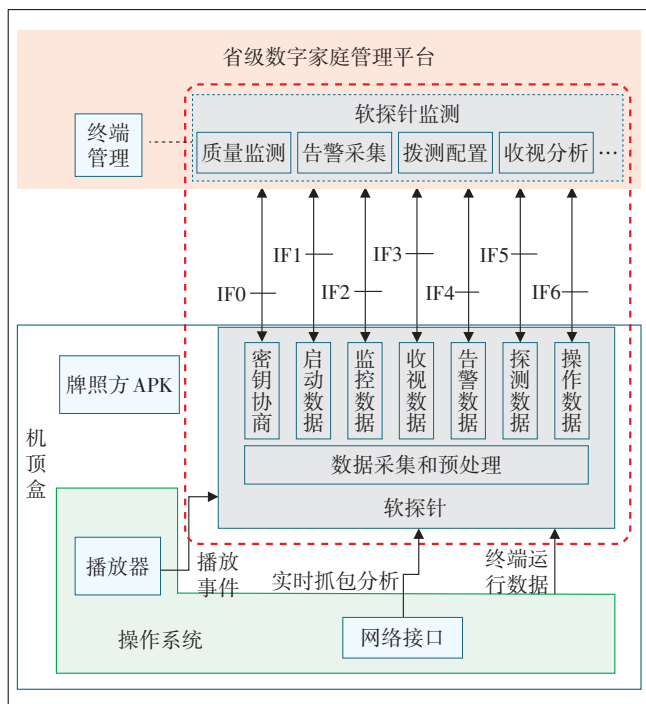 省级数字家庭管理平台
软探针监测
终端
管理
质量监测 告警采集 拨测配置 收视分析 …
IF1 IF3 IF5
IF0 IF2 IF4 IF6
密钥协商 启动数据 监控数据 收视数据 告警数据 探测数据 操作数据
牌照方 APK
机顶盒
数据采集和预处理
软探针
播放器
播放
事件
实时抓包分析
终端运
行数据
操作系统
网络接口